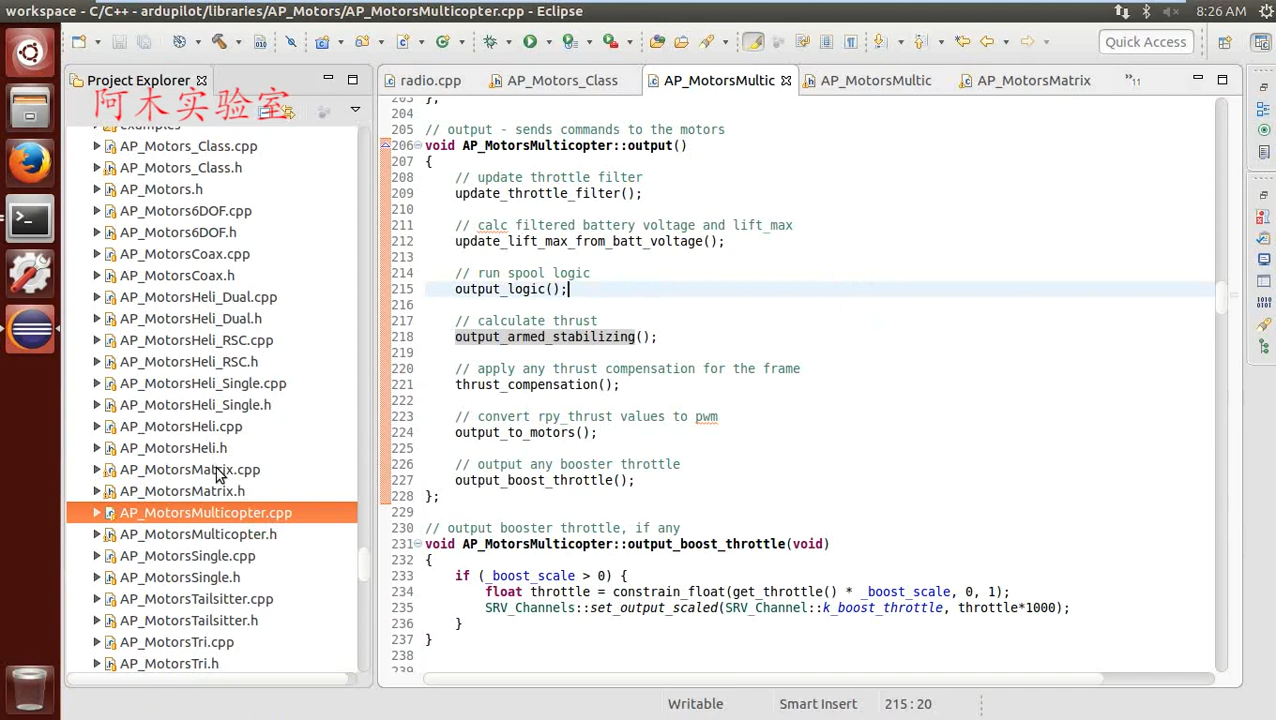 workspace - C/C++ - ardupilot/libraries/AP_Motors/AP_MotorsMulticopter.cpp - Eclipse
8:26 AM
Quick Access
Project Explorer
阿木实验室
examples
AP_Motors_Class.cpp
AP_Motors_Class.h
AP_Motors.h
AP_Motors6DOF.cpp
AP_Motors6DOF.h
AP_MotorsCoax.cpp
AP_MotorsCoax.h
AP_MotorsHeli_Dual.cpp
AP_MotorsHeli_Dual.h
AP_MotorsHeli_RSC.cpp
AP_MotorsHeli_RSC.h
AP_MotorsHeli_Single.cpp
AP_MotorsHeli_Single.h
AP_MotorsHeli.cpp
AP_MotorsHeli.h
AP_MotorsMatrix.cpp
AP_MotorsMatrix.h
AP_MotorsMulticopter.cpp
AP_MotorsMulticopter.h
AP_MotorsSingle.cpp
AP_MotorsSingle.h
AP_MotorsTailsitter.cpp
AP_MotorsTailsitter.h
AP_MotorsTri.cpp
AP_MotorsTri.h
radio.cpp
AP_Motors_Class
AP_MotorsMultic
AP_MotorsMultic
AP_MotorsMatrix
»11
203 };
204
205 // output - sends commands to the motors
206 void AP_MotorsMulticopter::output()
207 {
208 // update throttle filter
209 update_throttle_filter();
210
211 // calc filtered battery voltage and lift_max
212 update_lift_max_from_batt_voltage();
213
214 // run spool logic
215 output_logic();
216
217 // calculate thrust
218 output_armed_stabilizing();
219
220 // apply any thrust compensation for the frame
221 thrust_compensation();
222
223 // convert rpy_thrust values to pwm
224 output_to_motors();
225
226 // output any booster throttle
227 output_boost_throttle();
228 };
229
230 // output booster throttle, if any
231 void AP_MotorsMulticopter::output_boost_throttle(void)
232 {
233 if (_boost_scale > 0) {
234 float throttle = constrain_float(get_throttle() * _boost_scale, 0, 1);
235 SRV_Channels::set_output_scaled(SRV_Channel::k_boost_throttle, throttle*1000);
236 }
237 }
238
239
Writable
Smart Insert
215 : 20